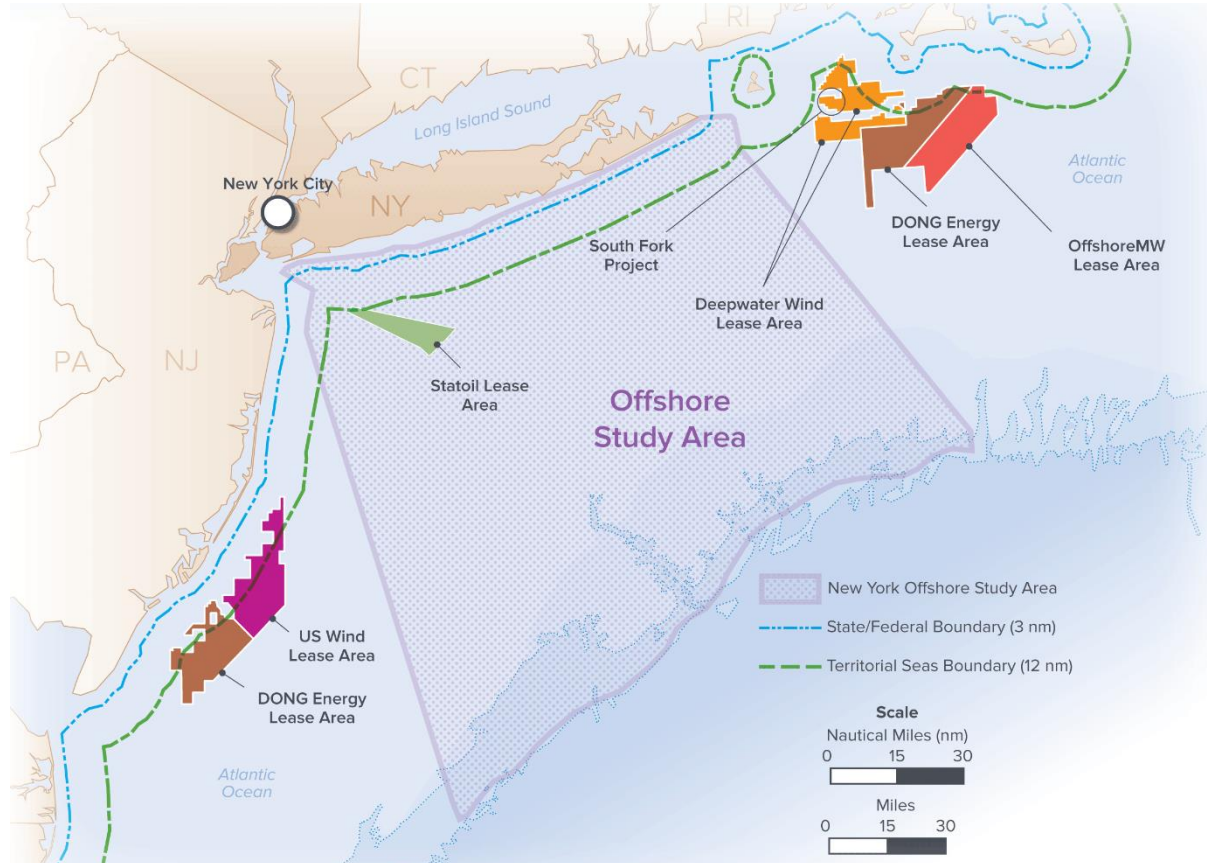 RI
CT
Long Island Sound
New York City
NY
Atlantic
Ocean
South Fork
Project
DONG Energy
Lease Area
OffshoreMW
Lease Area
Deepwater Wind
Lease Area
PA
NJ
Statoil Lease
Area
Offshore
Study Area
US Wind
Lease Area
DONG Energy
Lease Area
Atlantic
Ocean
New York Offshore Study Area
State/Federal Boundary (3 nm)
Territorial Seas Boundary (12 nm)
Scale
Nautical Miles (nm)
0 15 30
Miles
0 15 30